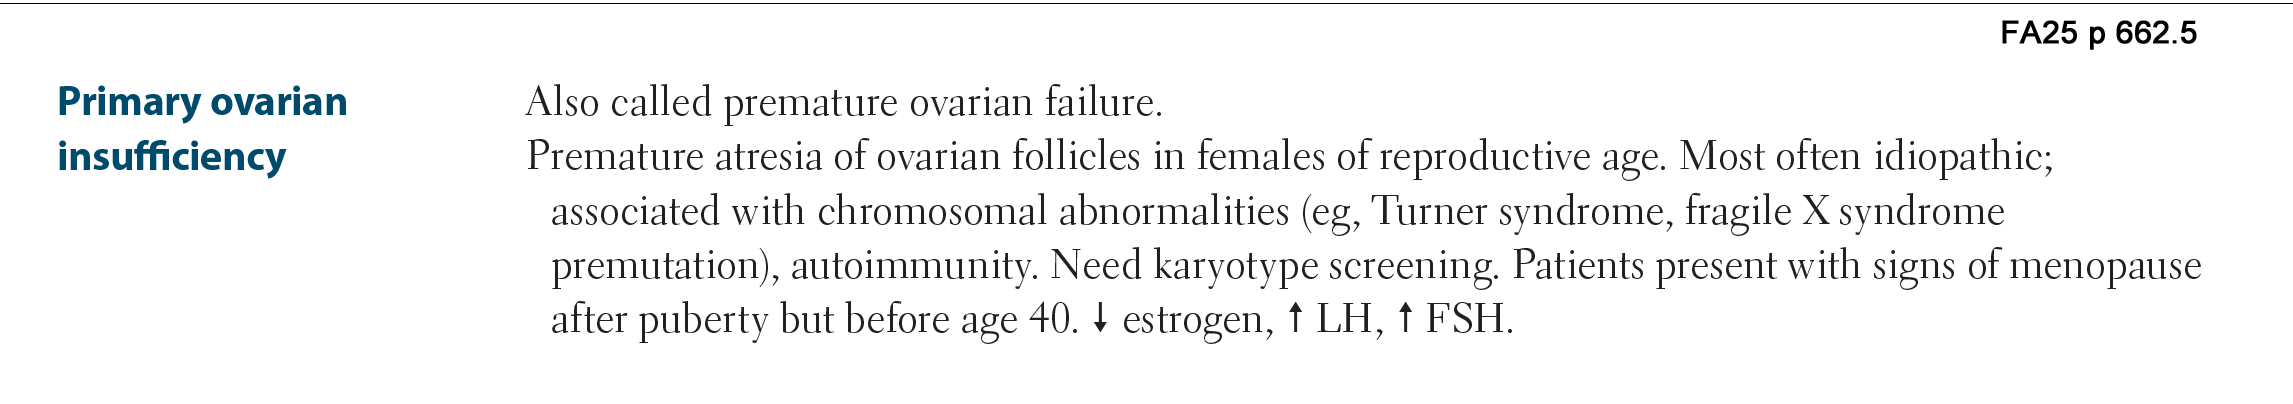 FA25 p 662.5
Primary ovarian insufficiency
Also called premature ovarian failure.
Premature atresia of ovarian follicles in females of reproductive age. Most often idiopathic;
associated with chromosomal abnormalities (eg, Turner syndrome, fragile X syndrome
premutation), autoimmunity. Need karyotype screening. Patients present with signs of menopause
after puberty but before age 40. ↓ estrogen, ↑ LH, ↑ FSH.